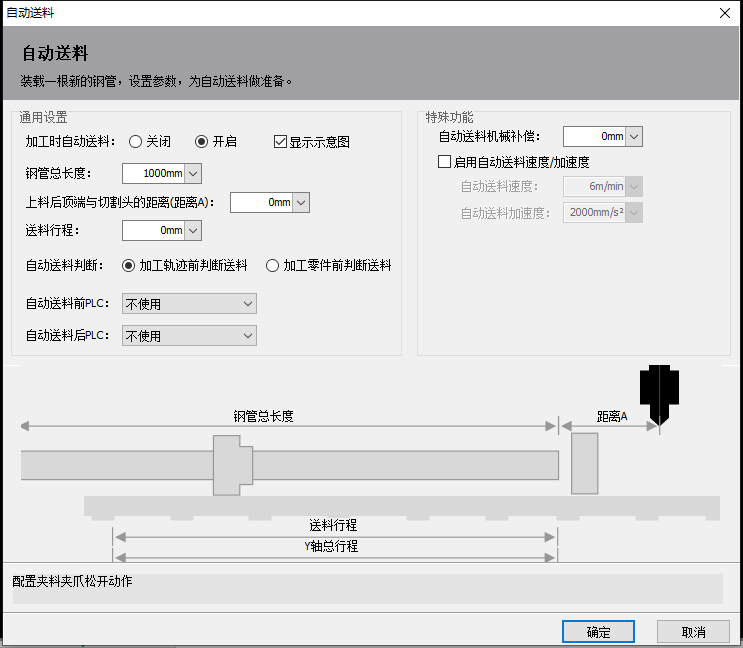 自动送料
自动送料
装载一根新的钢管，设置参数，为自动送料做准备。
通用设置
加工时自动送料： 关闭 开启 显示示意图
钢管总长度： 1000mm
上料后顶端与切割头的距离(距离A)： 0mm
送料行程： 0mm
自动送料判断： 加工轨迹前判断送料 加工零件前判断送料
自动送料前PLC： 不使用
自动送料后PLC： 不使用
特殊功能
自动送料机械补偿： 0mm
启用自动送料速度/加速度
自动送料速度： 6m/min
自动送料加速度： 2000mm/s²
钢管总长度 距离A
送料行程
Y轴总行程
配置夹料夹爪松开动作
确定 取消